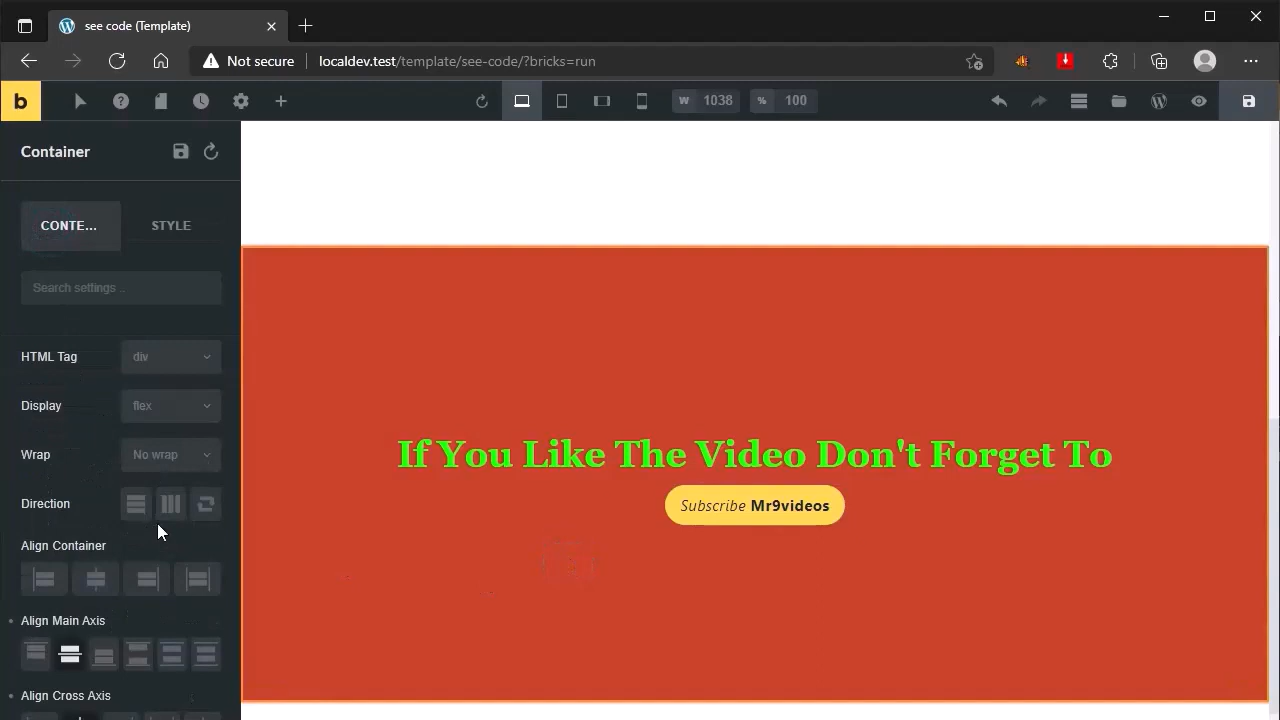 see code (Template)
Not secure
localdev.test/template/see-code/?bricks=run
b
W 1038
% 100
Container
CONTE...
STYLE
Search settings ..
HTML Tag
div
Display
flex
Wrap
No wrap
Direction
Align Container
Align Main Axis
Align Cross Axis
If You Like The Video Don't Forget To
Subscribe Mr9videos